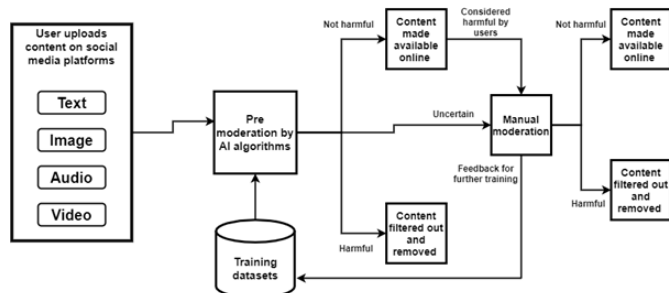 User uploads
content on social
media platforms
Text
Image
Audio
Video
Pre
moderation by
AI algorithms
Training
datasets
Not harmful
Content
made
available
online
Considered
harmful by
users
Uncertain
Manual
moderation
Feedback for
further training
Harmful
Content
filtered out
and
removed
Not harmful
Content
made
available
online
Harmful
Content
filtered out
and
removed